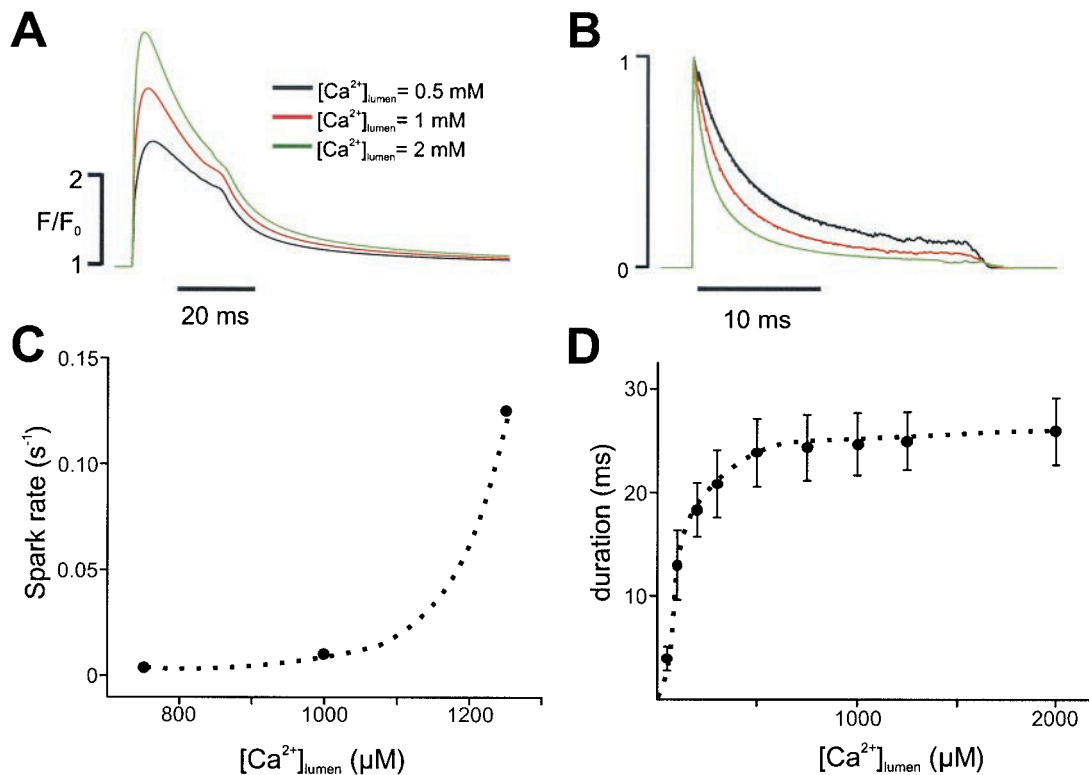 A
[Ca²⁺]lumen= 0.5 mM
[Ca²⁺]lumen= 1 mM
[Ca²⁺]lumen= 2 mM
2
F/F₀
1
20 ms
B
1
0
10 ms
C
0.15
0.10
0.05
0
Spark rate (s⁻¹)
800 1000 1200
[Ca²⁺]lumen (µM)
D
30
20
10
duration (ms)
1000 2000
[Ca²⁺]lumen (µM)